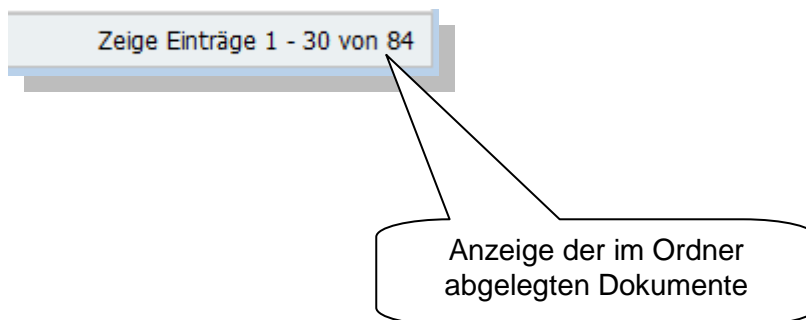 Zeige Einträge 1 - 30 von 84
Anzeige der im Ordner
abgelegten Dokumente